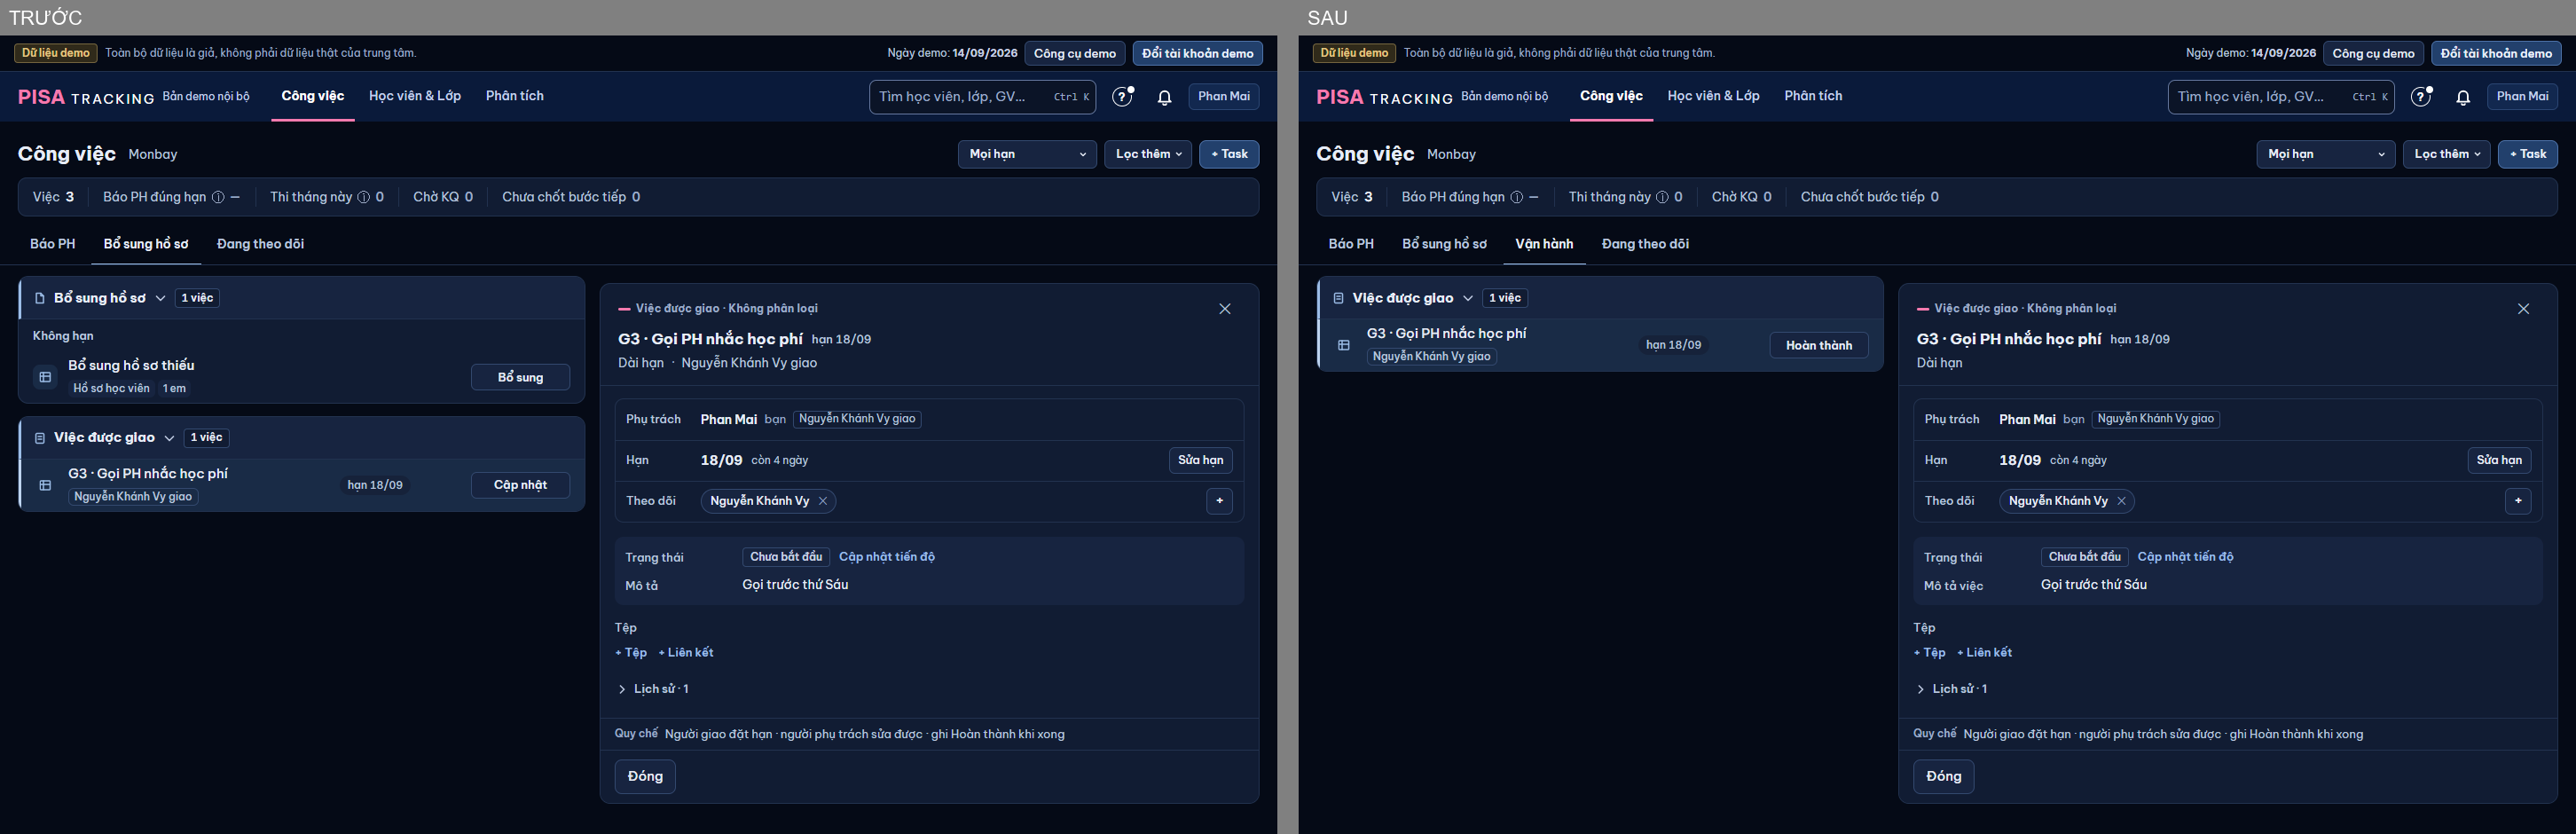 TRƯỚC
Dữ liệu demo Toàn bộ dữ liệu là giả, không phải dữ liệu thật của trung tâm. Ngày demo: 14/09/2026 Công cụ demo Đổi tài khoản demo
PISA TRACKING Bản demo nội bộ Công việc Học viên & Lớp Phân tích Tìm học viên, lớp, GV... Ctrl K ? Phan Mai
Công việc Monbay Mọi hạn Lọc thêm + Task
Việc 3 Báo PH đúng hạn ⓘ — Thi tháng này ⓘ 0 Chờ KQ 0 Chưa chốt bước tiếp 0
Báo PH Bổ sung hồ sơ Đang theo dõi
Bổ sung hồ sơ 1 việc
Không hạn
Bổ sung hồ sơ thiếu
Hồ sơ học viên 1 em
Bổ sung
Việc được giao 1 việc
G3 · Gọi PH nhắc học phí
Nguyễn Khánh Vy giao
hạn 18/09
Cập nhật
Việc được giao · Không phân loại
G3 · Gọi PH nhắc học phí hạn 18/09
Dài hạn · Nguyễn Khánh Vy giao
Phụ trách Phan Mai bạn Nguyễn Khánh Vy giao
Hạn 18/09 còn 4 ngày Sửa hạn
Theo dõi Nguyễn Khánh Vy +
Trạng thái Chưa bắt đầu Cập nhật tiến độ
Mô tả Gọi trước thứ Sáu
Tệp
+ Tệp + Liên kết
Lịch sử · 1
Quy chế Người giao đặt hạn · người phụ trách sửa được · ghi Hoàn thành khi xong
Đóng
SAU
Dữ liệu demo Toàn bộ dữ liệu là giả, không phải dữ liệu thật của trung tâm. Ngày demo: 14/09/2026 Công cụ demo Đổi tài khoản demo
PISA TRACKING Bản demo nội bộ Công việc Học viên & Lớp Phân tích Tìm học viên, lớp, GV... Ctrl K ? Phan Mai
Công việc Monbay Mọi hạn Lọc thêm + Task
Việc 3 Báo PH đúng hạn ⓘ — Thi tháng này ⓘ 0 Chờ KQ 0 Chưa chốt bước tiếp 0
Báo PH Bổ sung hồ sơ Vận hành Đang theo dõi
Việc được giao 1 việc
G3 · Gọi PH nhắc học phí
Nguyễn Khánh Vy giao
hạn 18/09
Hoàn thành
Việc được giao · Không phân loại
G3 · Gọi PH nhắc học phí hạn 18/09
Dài hạn
Phụ trách Phan Mai bạn Nguyễn Khánh Vy giao
Hạn 18/09 còn 4 ngày Sửa hạn
Theo dõi Nguyễn Khánh Vy +
Trạng thái Chưa bắt đầu Cập nhật tiến độ
Mô tả việc Gọi trước thứ Sáu
Tệp
+ Tệp + Liên kết
Lịch sử · 1
Quy chế Người giao đặt hạn · người phụ trách sửa được · ghi Hoàn thành khi xong
Đóng